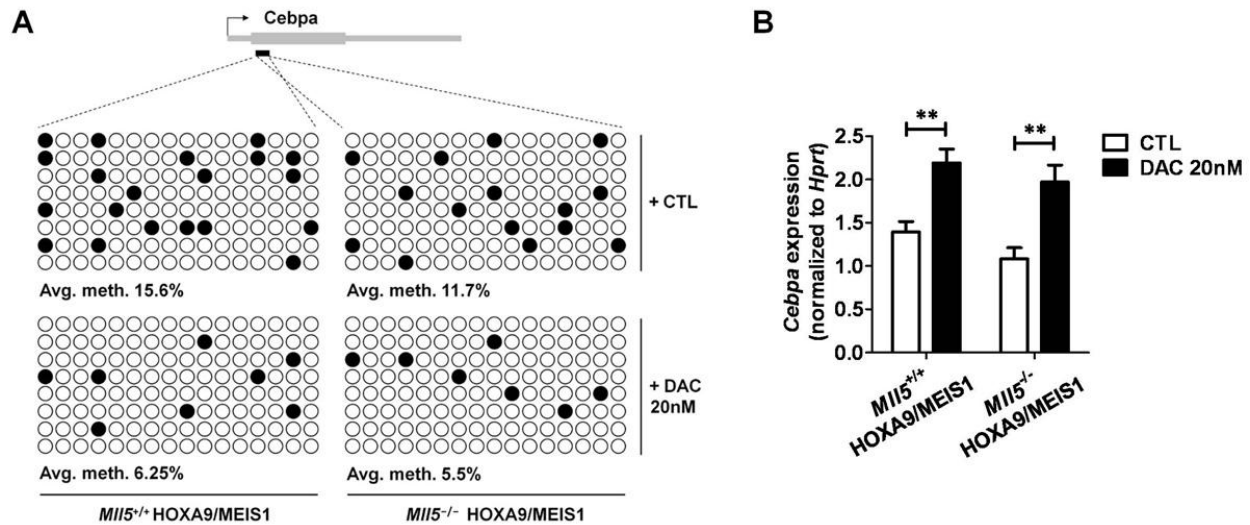 A
Cebpa
+ CTL
Avg. meth. 15.6%
Avg. meth. 11.7%
+ DAC
20nM
Avg. meth. 6.25%
Avg. meth. 5.5%
Mll5+/+ HOXA9/MEIS1
Mll5-/- HOXA9/MEIS1
B
Cebpa expression
(normalized to Hprt)
2.5
2.0
1.5
1.0
0.5
0.0
**
**
CTL
DAC 20nM
Mll5+/+
HOXA9/MEIS1
Mll5-/-
HOXA9/MEIS1